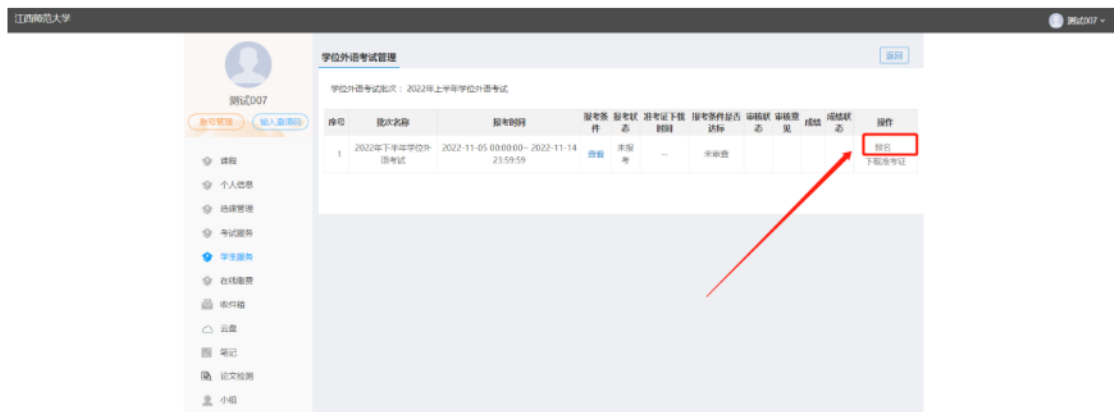 江西师范大学
测试007
测试007
账号管理
输入邀请码
课程
个人信息
选课管理
考试服务
学生服务
在线缴费
收件箱
云盘
笔记
论文检测
小组
学位外语考试管理
返回
学位外语考试批次：2022年上半年学位外语考试
序号 批次名称 报考时间 报考条件 报考状态 准考证下载时间 报考条件是否达标 审核状态 审核意见 成绩 成绩状态 操作
1 2022年下半年学位外语考试 2022-11-05 00:00:00~ 2022-11-14 23:59:59 查看 未报考 -- 未审查 报名
下载准考证